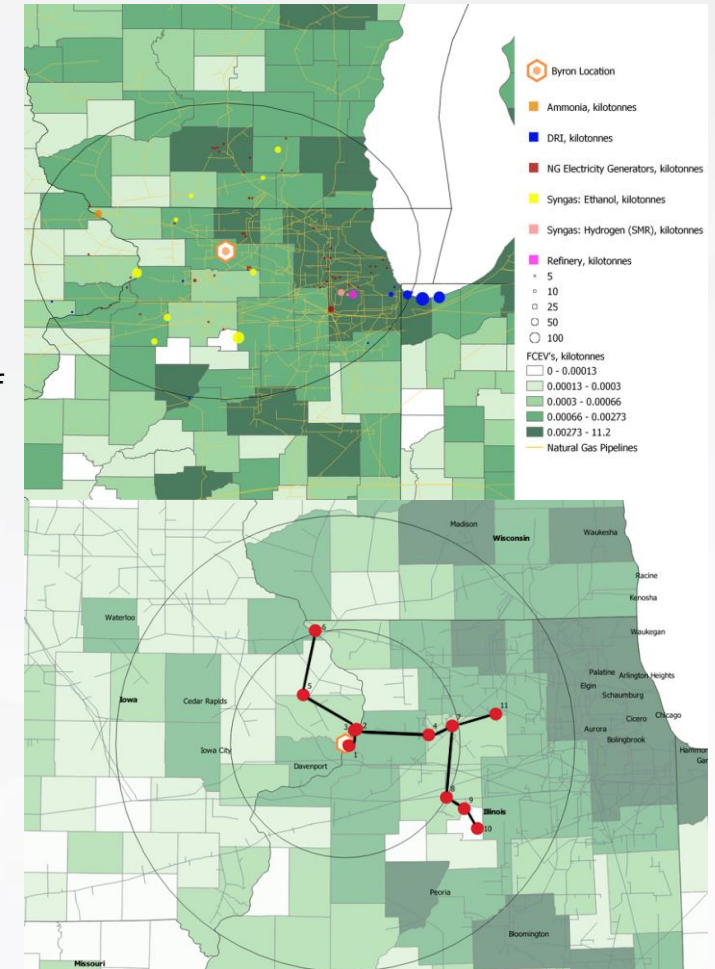 f
Byron Location
Ammonia, kilotonnes
DRI, kilotonnes
NG Electricity Generators, kilotonnes
Syngas: Ethanol, kilotonnes
Syngas: Hydrogen (SMR), kilotonnes
Refinery, kilotonnes
5
10
25
50
100
FCEV's, kilotonnes
0 - 0.00013
0.00013 - 0.0003
0.0003 - 0.00066
0.00066 - 0.00273
0.00273 - 11.2
Natural Gas Pipelines
Madison
Wisconsin
Waukesha
Racine
Kenosha
Waterloo
6
Waukegan
Palatine
Arlington Heights
Elgin
Schaumburg
Iowa
Cedar Rapids
5
11
Cicero
Chicago
Aurora
Bolingbrook
3
2
4
7
Iowa City
1
Hammon
Gar
Davenport
8
9
Illinois
10
Peoria
Bloomington
Missouri